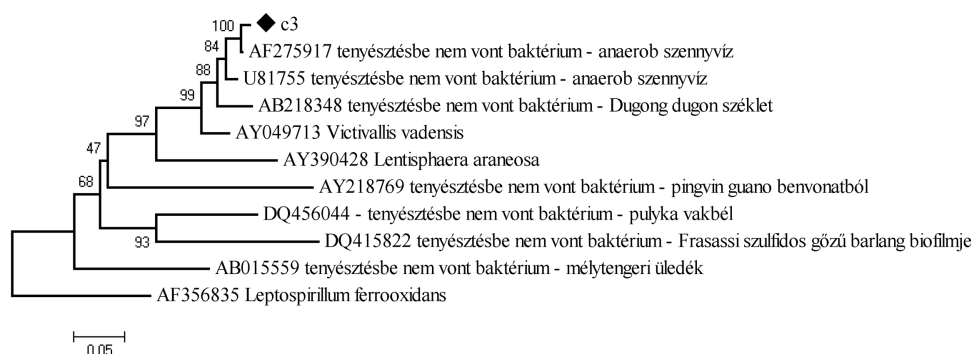 100 c3
84
AF275917 tenyésztésbe nem vont baktérium - anaerob szennyvíz
88
U81755 tenyésztésbe nem vont baktérium - anaerob szennyvíz
99
AB218348 tenyésztésbe nem vont baktérium - Dugong dugon széklet
97
AY049713 Victivallis vadensis
47
AY390428 Lentisphaera araneosa
68
AY218769 tenyésztésbe nem vont baktérium - pingvin guano benvonatból
DQ456044 - tenyésztésbe nem vont baktérium - pulyka vakbél
93
DQ415822 tenyésztésbe nem vont baktérium - Frasassi szulfidos gőzű barlang biofilmje
AB015559 tenyésztésbe nem vont baktérium - mélytengeri üledék
AF356835 Leptospirillum ferrooxidans
0.05